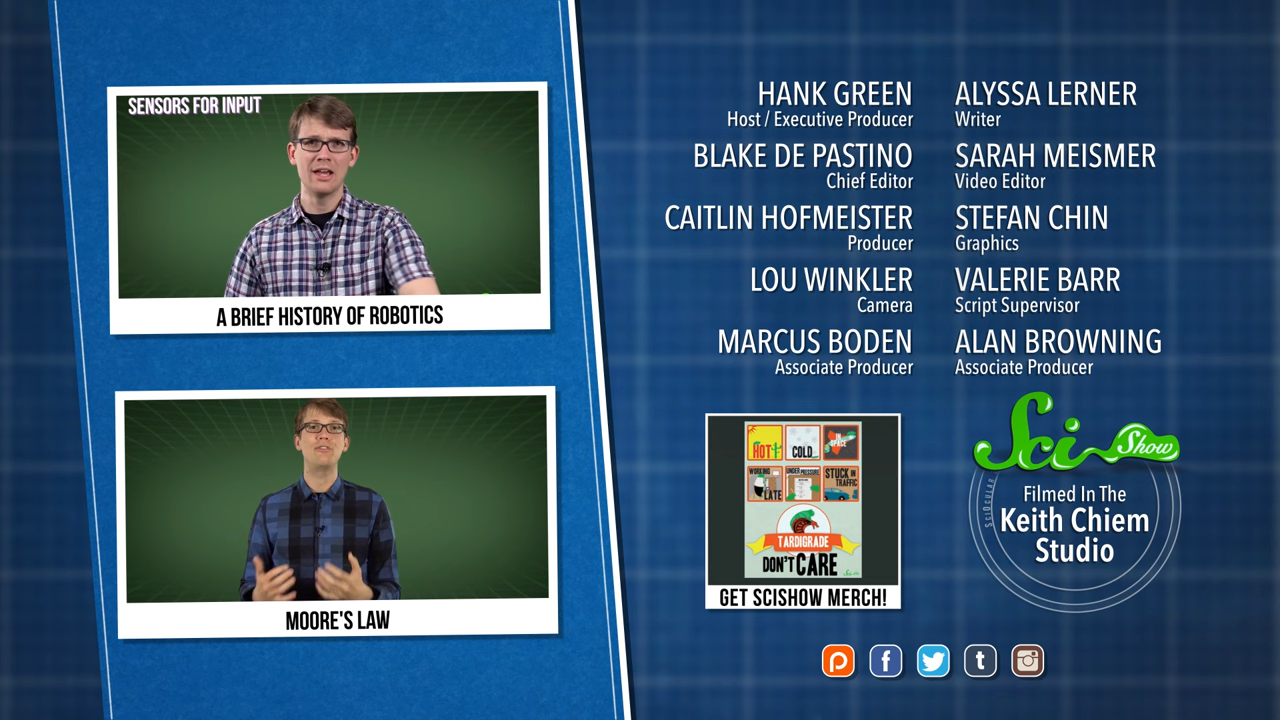 SENSORS FOR INPUT
A BRIEF HISTORY OF ROBOTICS
MOORE'S LAW
HANK GREEN
Host / Executive Producer
BLAKE DE PASTINO
Chief Editor
CAITLIN HOFMEISTER
Producer
LOU WINKLER
Camera
MARCUS BODEN
Associate Producer
ALYSSA LERNER
Writer
SARAH MEISMER
Video Editor
STEFAN CHIN
Graphics
VALERIE BARR
Script Supervisor
ALAN BROWNING
Associate Producer
HOT
COLD
IN SPACE
WORKING LATE
UNDER PRESSURE
STUCK IN TRAFFIC
TARDIGRADE
DON'T CARE
GET SCISHOW MERCH!
Sci Show
SCIOCULAR
Filmed In The
Keith Chiem
Studio